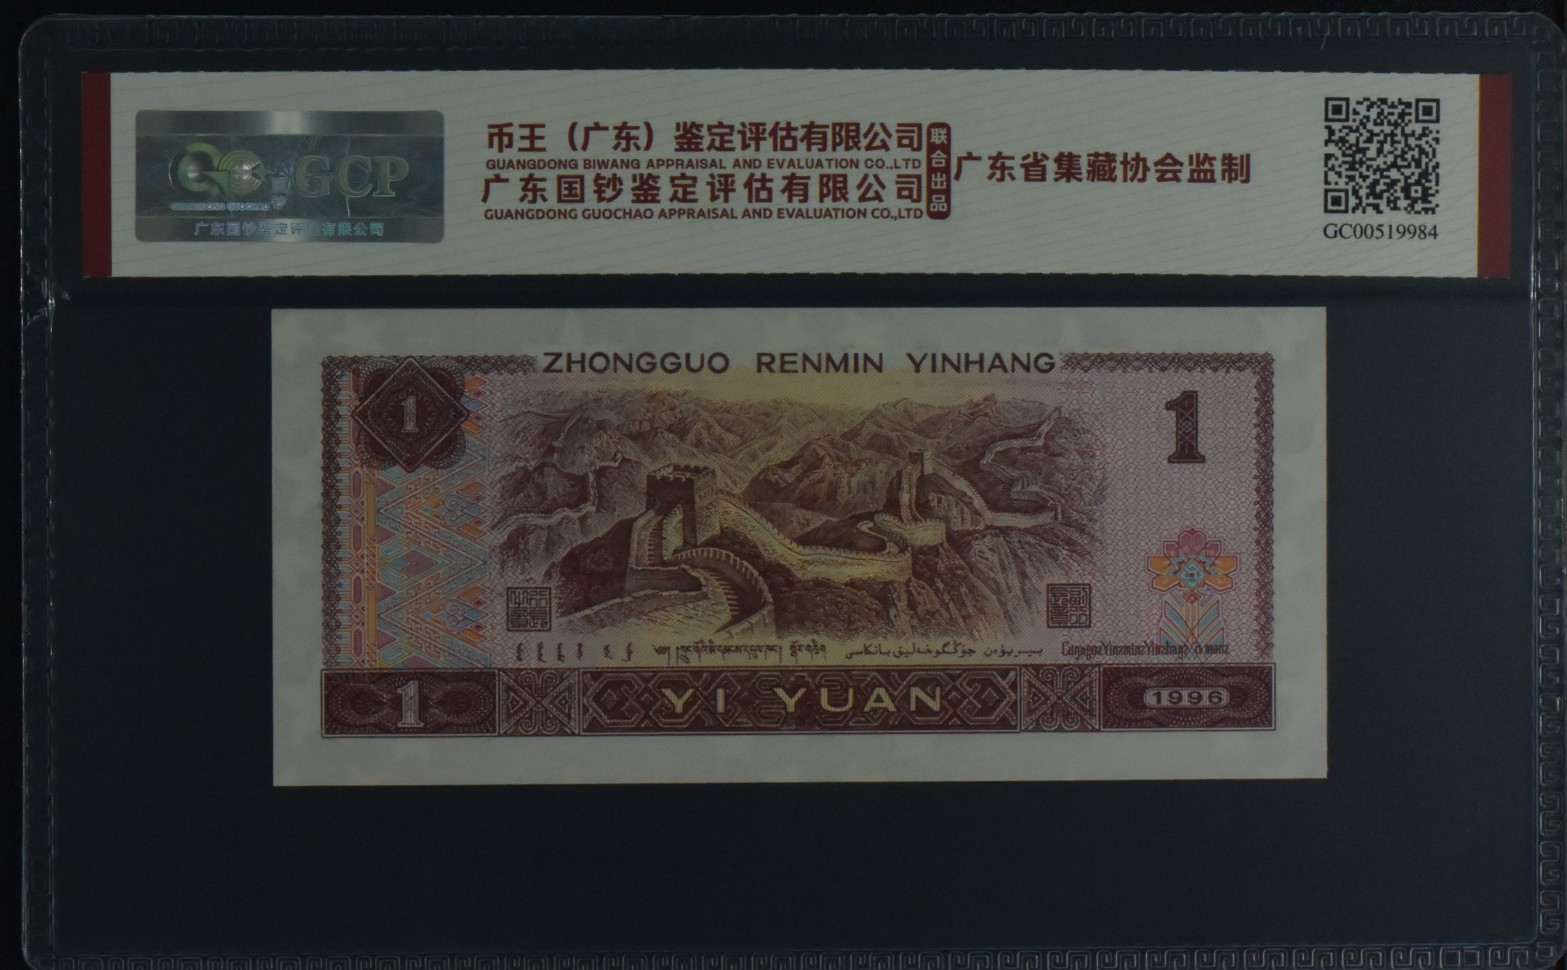 GCP
广东国钞鉴定评估有限公司
币王（广东）鉴定评估有限公司
GUANGDONG BIWANG APPRAISAL AND EVALUATION CO.,LTD
广东国钞鉴定评估有限公司
GUANGDONG GUOCHAO APPRAISAL AND EVALUATION CO.,LTD
联合出品
广东省集藏协会监制
GC00519984
ZHONGGUO RENMIN YINHANG
1
1
1
YI YUAN
1996